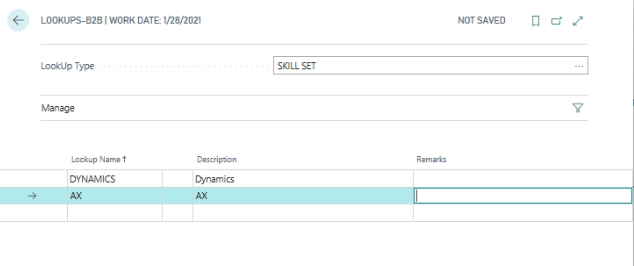 LOOKUPS-B2B | WORK DATE: 1/28/2021 NOT SAVED
LookUp Type SKILL SET ...
Manage
Lookup Name ↑ Description Remarks
DYNAMICS Dynamics
→ AX AX